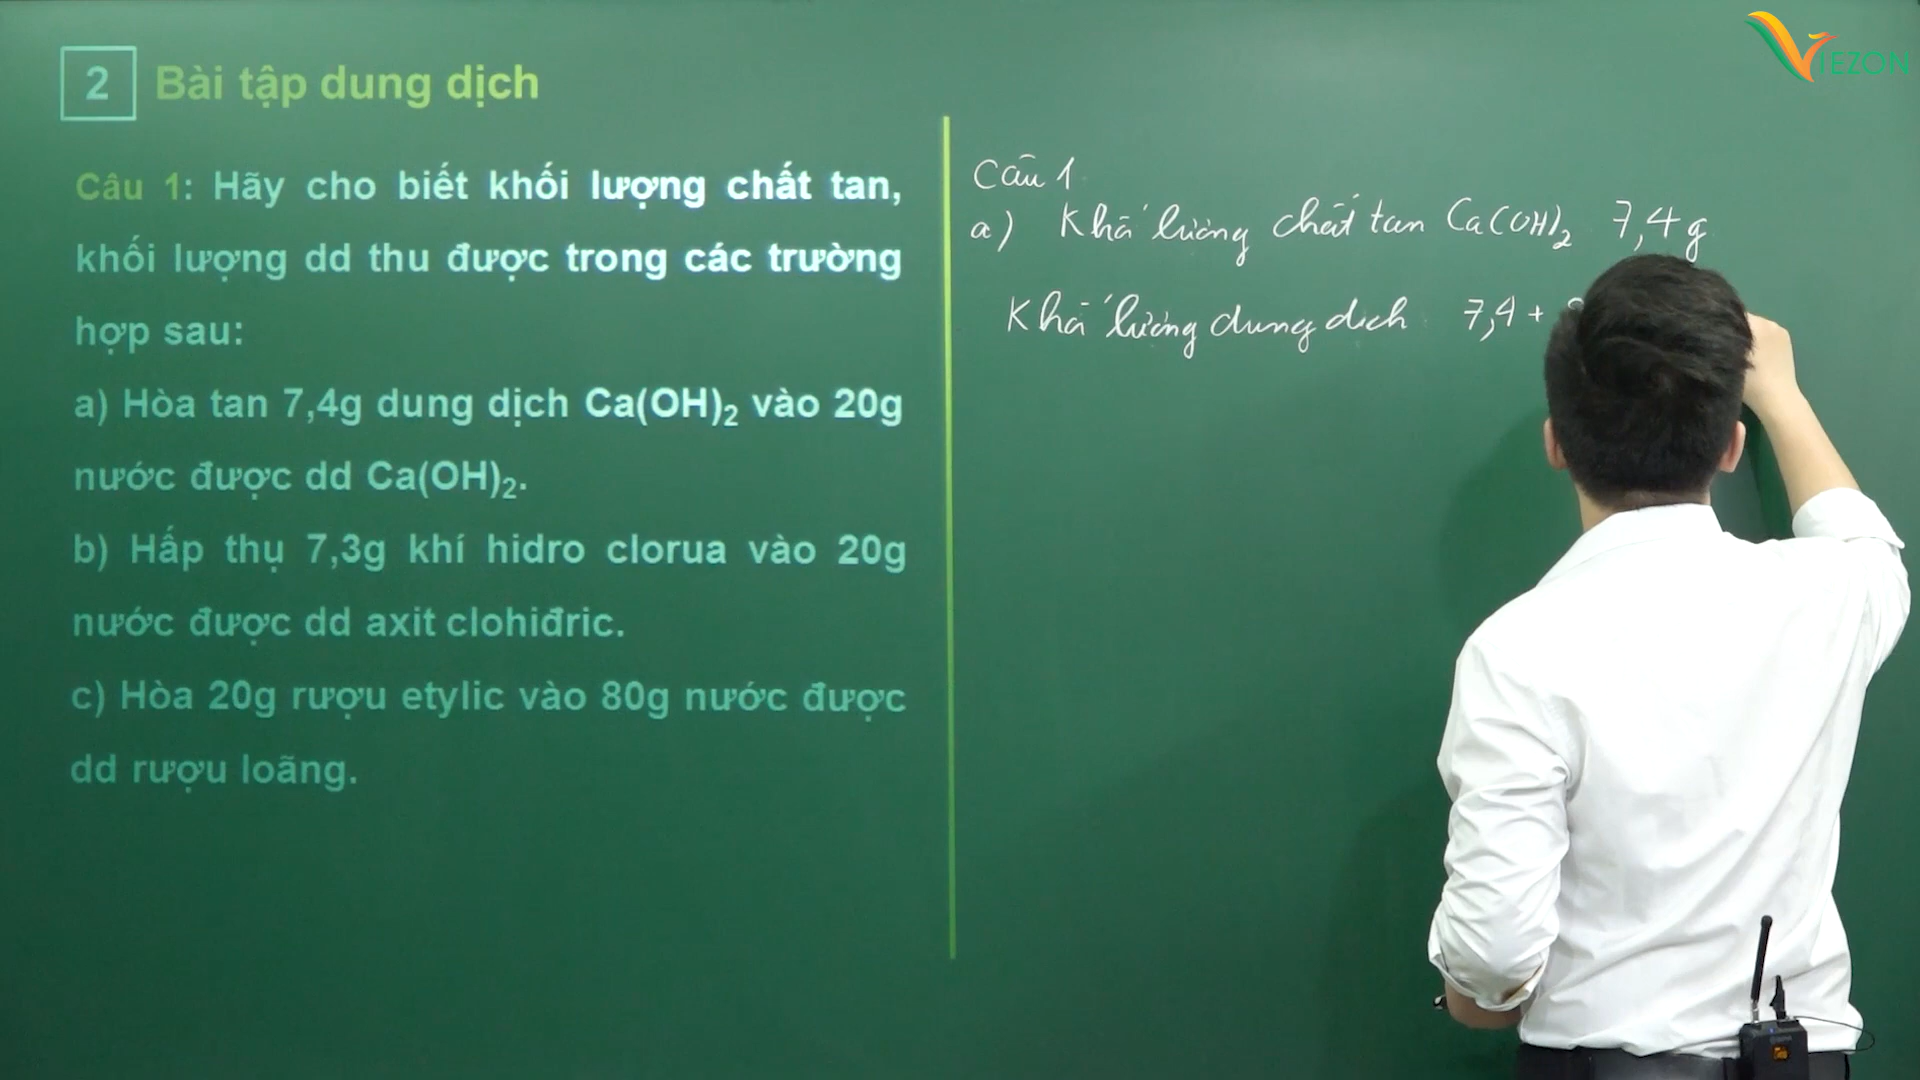 VIEZON
2 Bài tập dung dịch
Câu 1: Hãy cho biết khối lượng chất tan,
khối lượng dd thu được trong các trường
hợp sau:
a) Hòa tan 7,4g dung dịch Ca(OH)₂ vào 20g
nước được dd Ca(OH)₂.
b) Hấp thụ 7,3g khí hidro clorua vào 20g
nước được dd axit clohiđric.
c) Hòa 20g rượu etylic vào 80g nước được
dd rượu loãng.
Câu 1
a) Khối lượng chất tan Ca(OH)₂ 7,4g
Khối lượng dung dịch 7,4 +